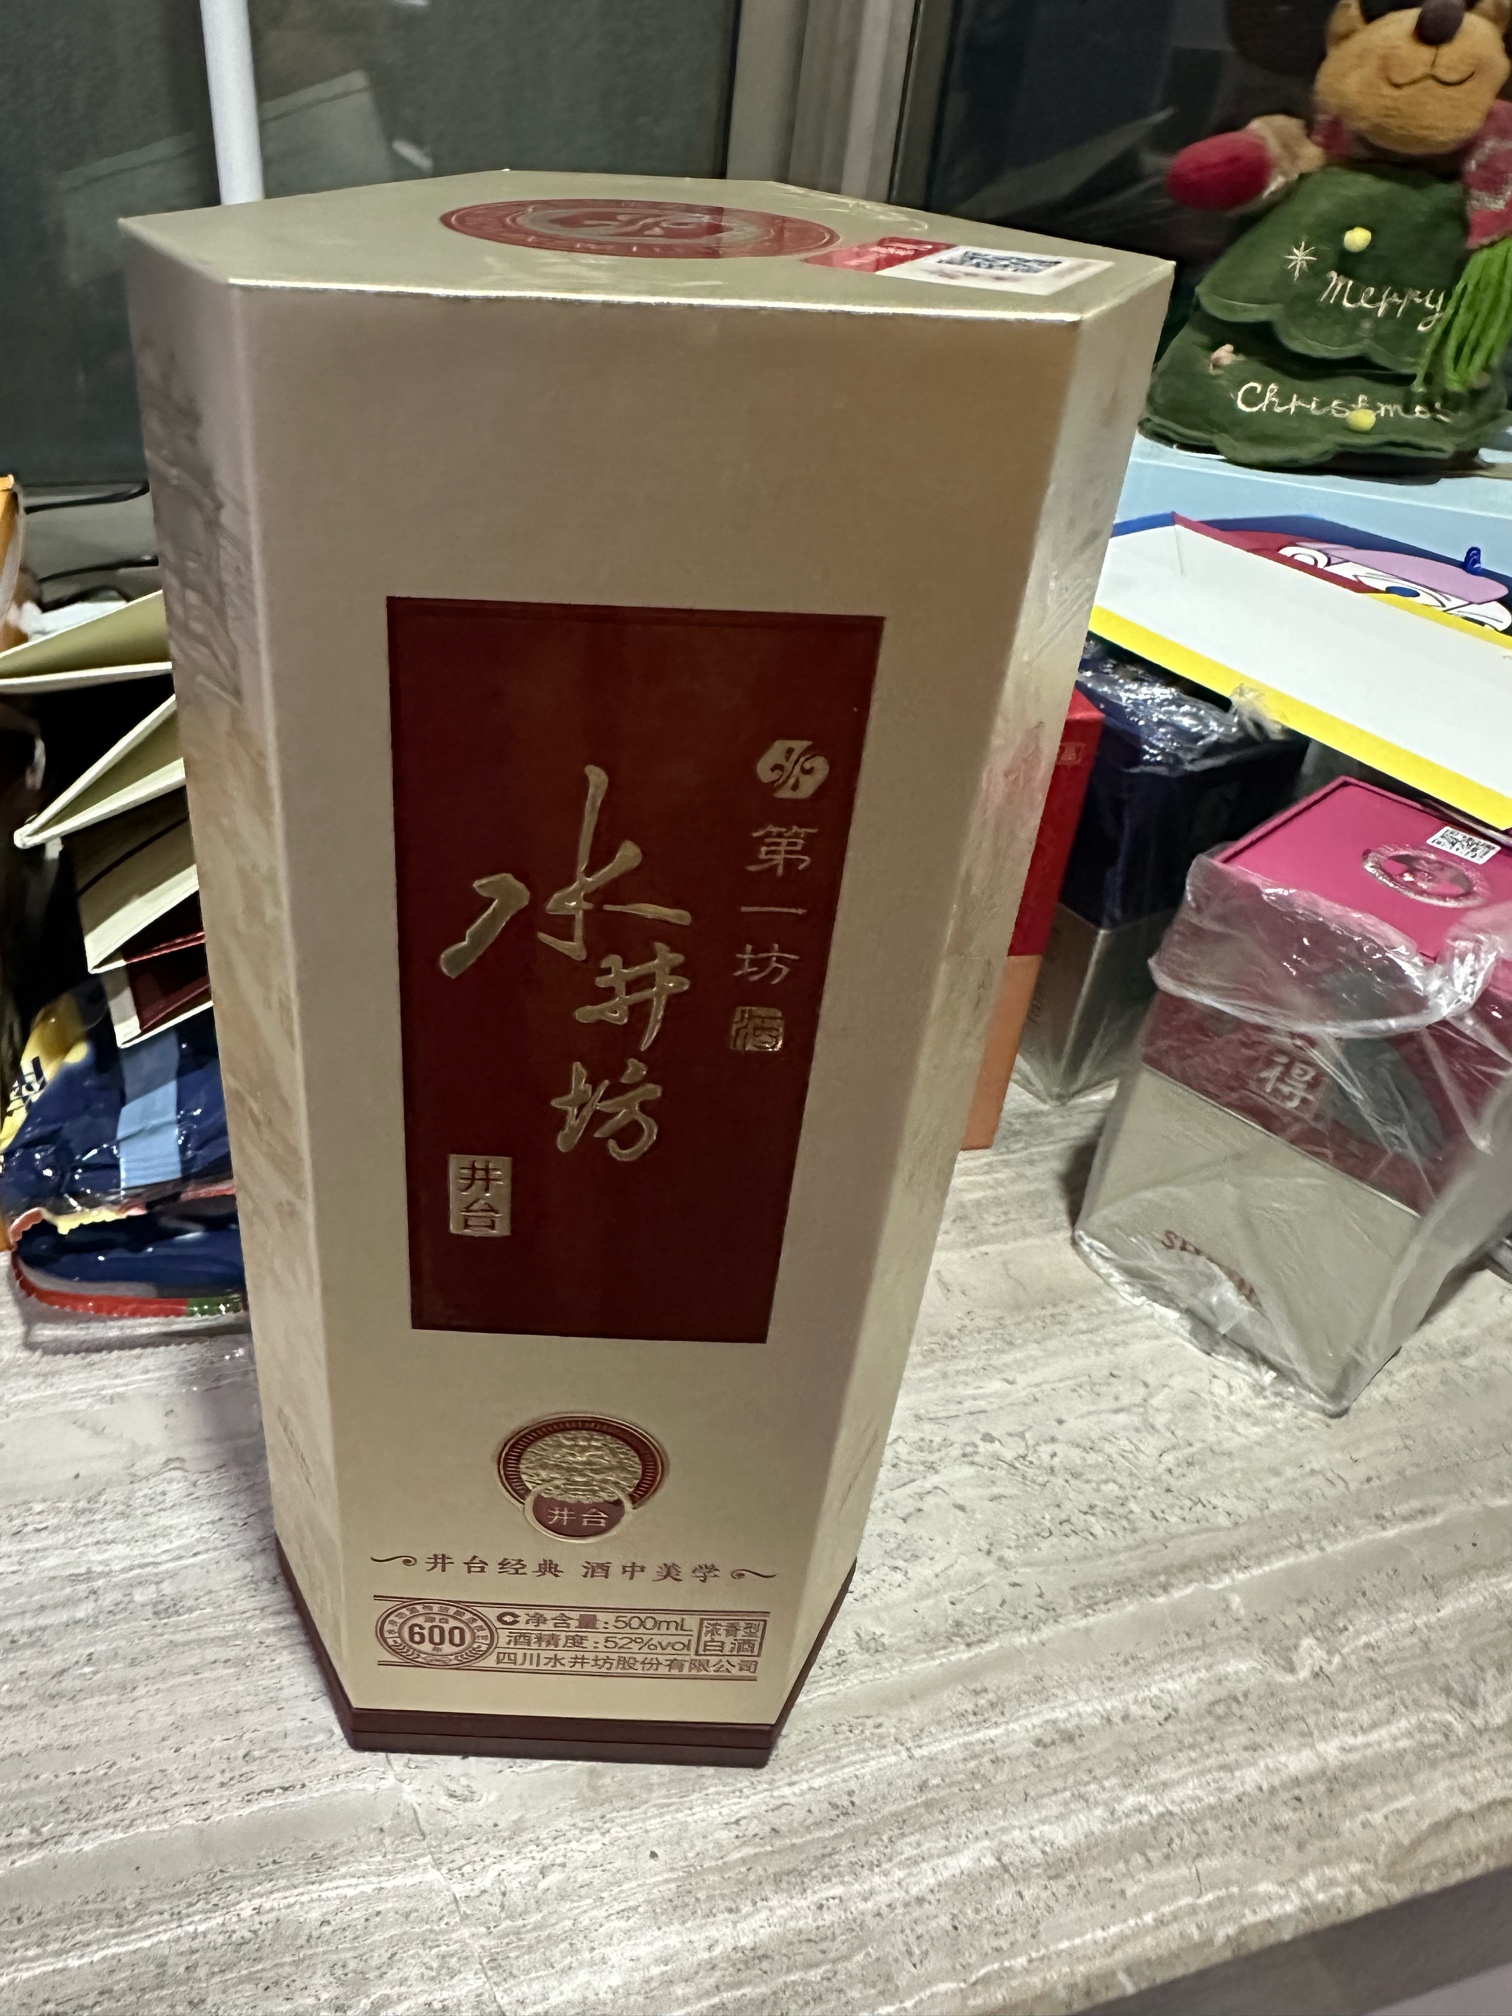 Merry
Christmas
第一坊酒
水井坊
井台
得
井台
井台经典 酒中美学
600
年
净含量:500mL
酒精度:52%vol
浓香型
白酒
四川水井坊股份有限公司